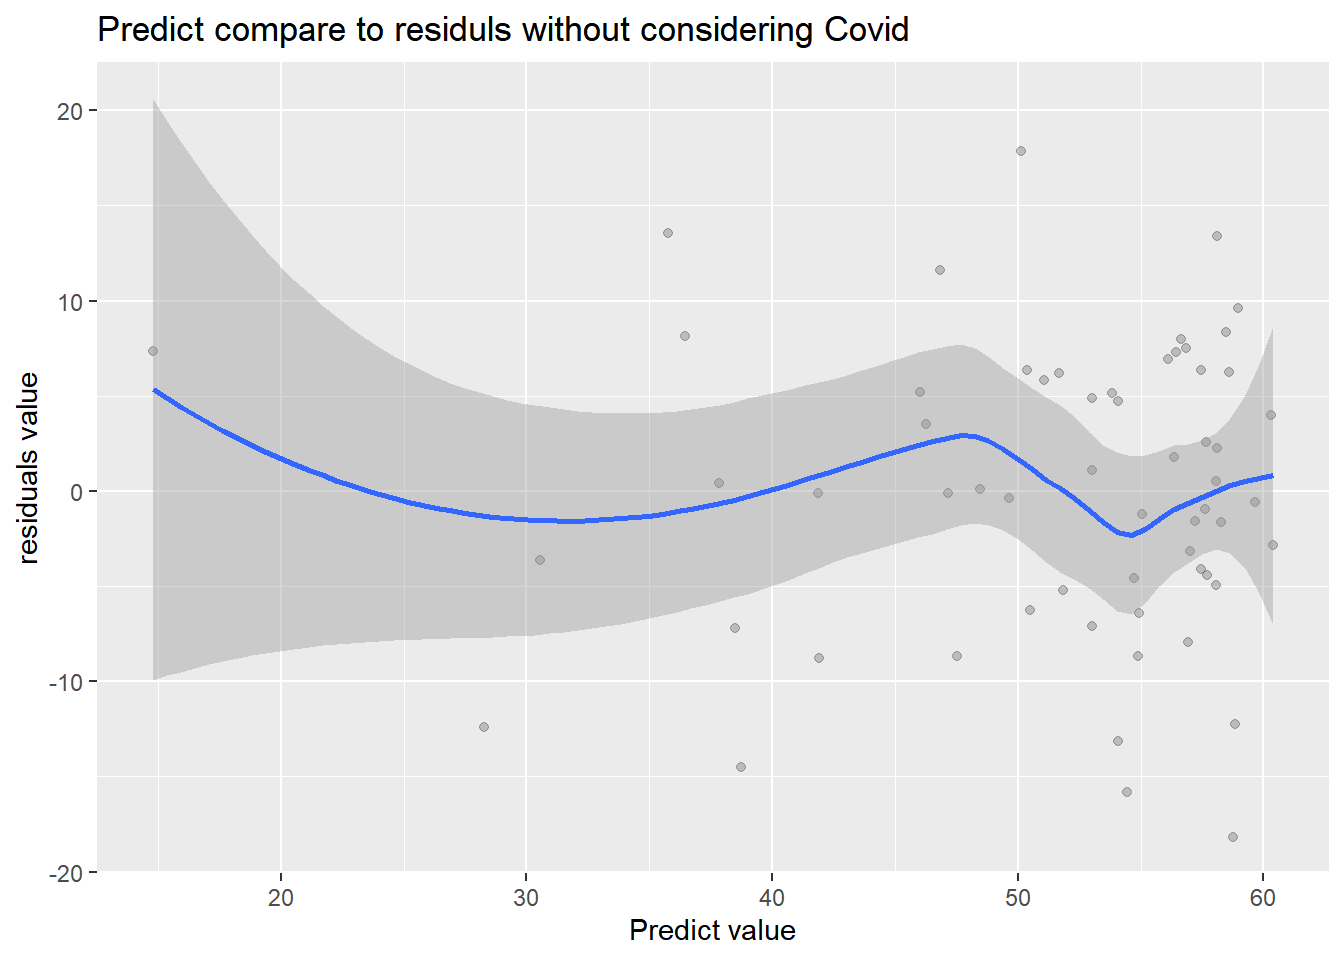 Predict compare to residuls without considering Covid
20
10
0
-10
-20
residuals value
20 30 40 50 60
Predict value